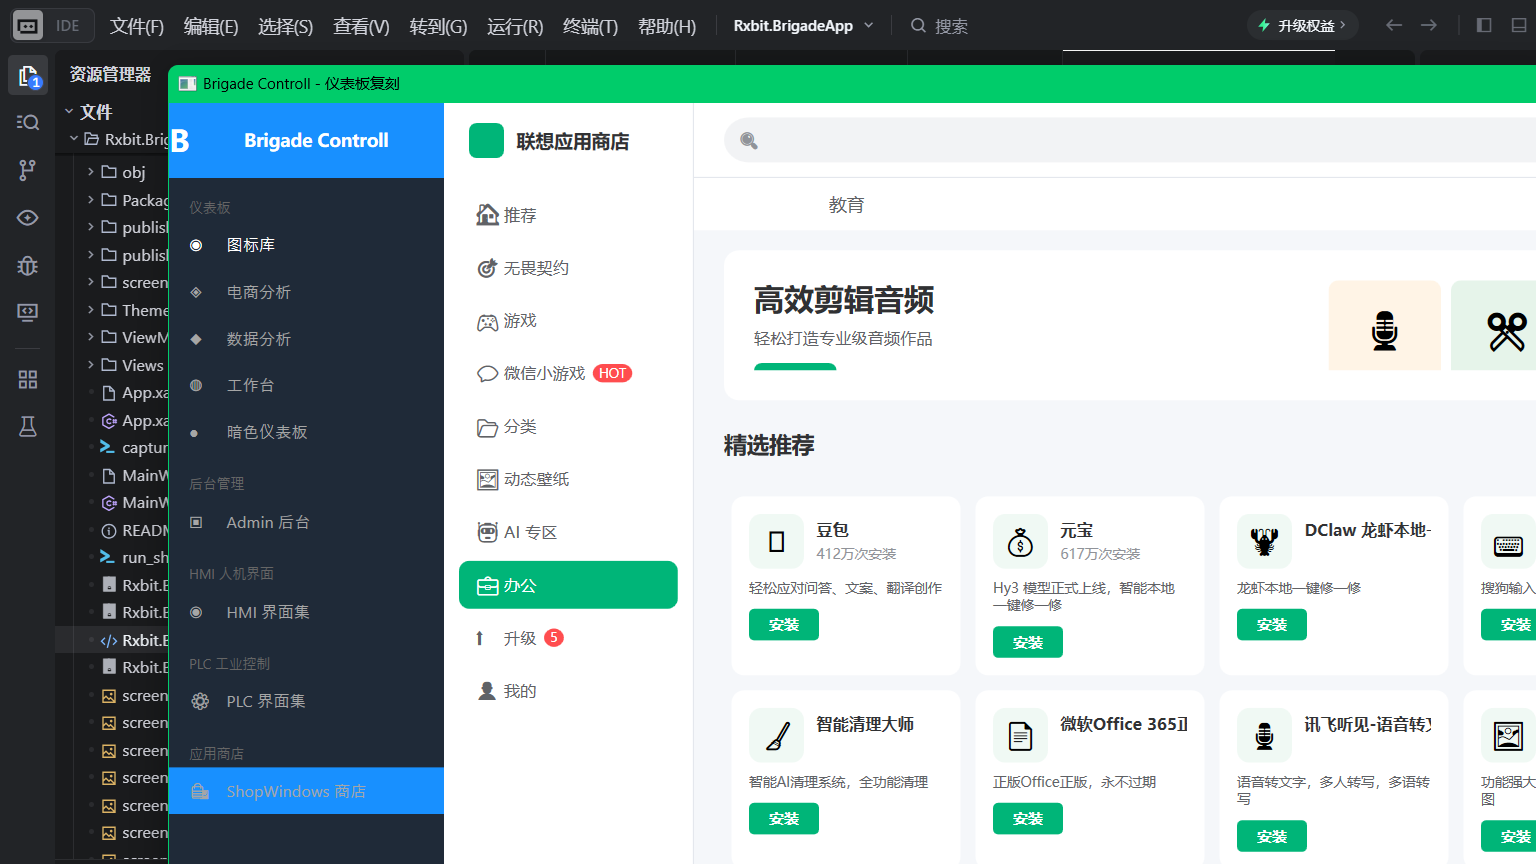 IDE 文件(F) 编辑(E) 选择(S) 查看(V) 转到(G) 运行(R) 终端(T) 帮助(H) Rxbit.BrigadeApp 搜索 升级权益
1
资源管理器
文件
Rxbit.Brig
obj
Packag
publish
publish
screen
Theme
ViewM
Views
App.xa
App.xa
captur
MainW
MainW
READM
run_sh
Rxbit.B
Rxbit.B
Rxbit.B
Rxbit.B
screen
screen
screen
screen
screen
screen
screen
Brigade Controll - 仪表板复刻
B Brigade Controll
仪表板
图标库
电商分析
数据分析
工作台
暗色仪表板
后台管理
Admin 后台
HMI 人机界面
HMI 界面集
PLC 工业控制
PLC 界面集
应用商店
ShopWindows 商店
联想应用商店
推荐
无畏契约
游戏
微信小游戏 HOT
分类
动态壁纸
AI 专区
办公
升级 5
我的
教育
高效剪辑音频
轻松打造专业级音频作品
精选推荐
豆包
412万次安装
轻松应对问答、文案、翻译创作
安装
元宝
617万次安装
Hy3 模型正式上线，智能本地
一键修一修
安装
DClaw 龙虾本地-
龙虾本地一键修一修
安装
搜狗输入
安装
智能清理大师
智能AI清理系统，全功能清理
安装
微软Office 365正
正版Office正版，永不过期
安装
讯飞听见-语音转文
语音转文字，多人转写，多语转
写
安装
功能强大
图
安装